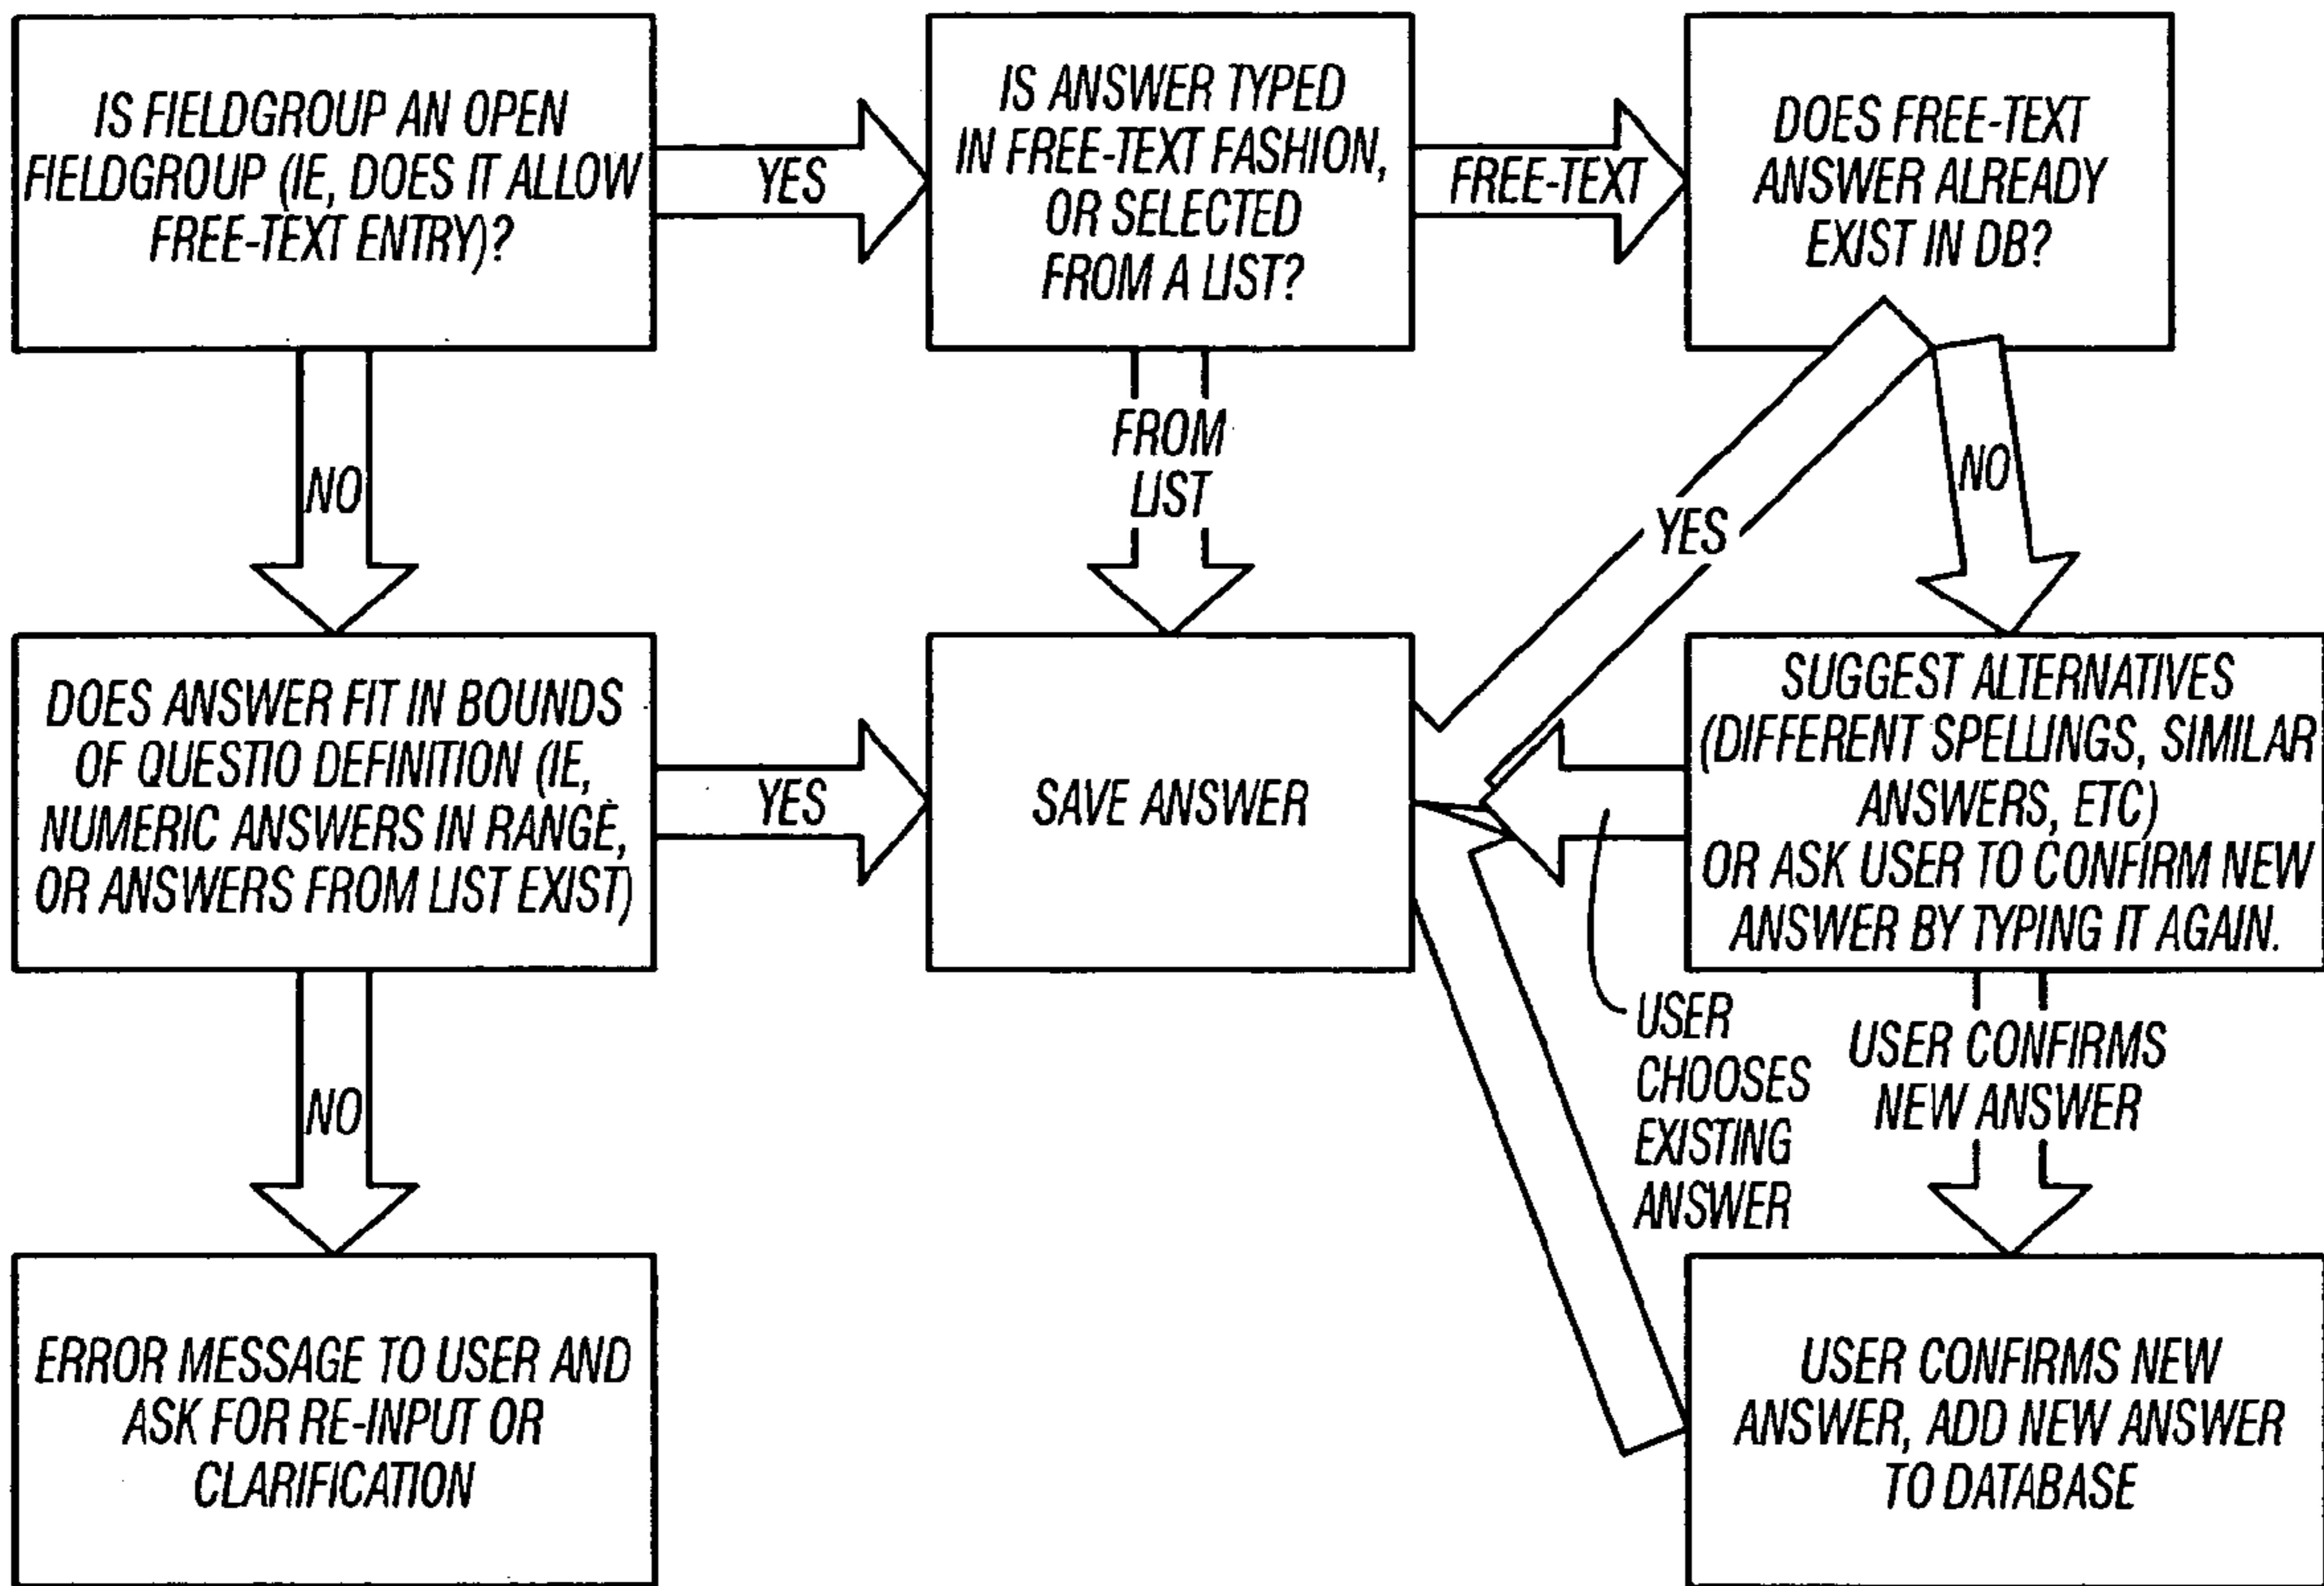 IS FIELDGROUP AN OPEN
FIELDGROUP (IE, DOES IT ALLOW
FREE-TEXT ENTRY)?
YES
IS ANSWER TYPED
IN FREE-TEXT FASHION,
OR SELECTED
FROM A LIST?
FREE-TEXT
DOES FREE-TEXT
ANSWER ALREADY
EXIST IN DB?
NO
FROM
LIST
YES
NO
DOES ANSWER FIT IN BOUNDS
OF QUESTIO DEFINITION (IE,
NUMERIC ANSWERS IN RANGE,
OR ANSWERS FROM LIST EXIST)
YES
SAVE ANSWER
SUGGEST ALTERNATIVES
(DIFFERENT SPELLINGS, SIMILAR
ANSWERS, ETC)
OR ASK USER TO CONFIRM NEW
ANSWER BY TYPING IT AGAIN.
NO
USER
CHOOSES
EXISTING
ANSWER
USER CONFIRMS
NEW ANSWER
ERROR MESSAGE TO USER AND
ASK FOR RE-INPUT OR
CLARIFICATION
USER CONFIRMS NEW
ANSWER, ADD NEW ANSWER
TO DATABASE